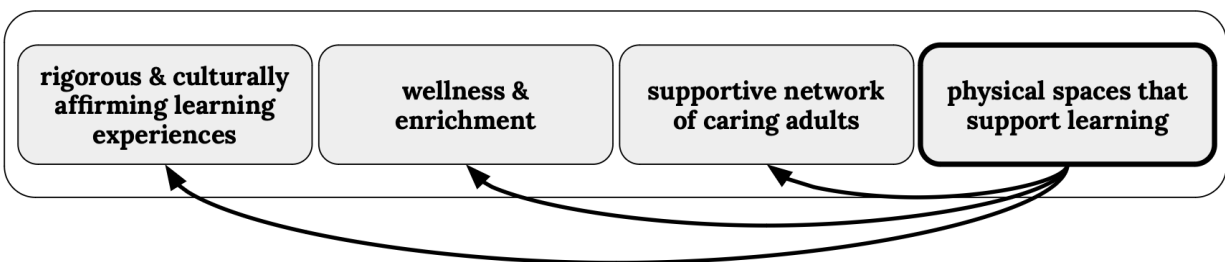 rigorous & culturally
affirming learning
experiences
wellness &
enrichment
supportive network
of caring adults
physical spaces that
support learning